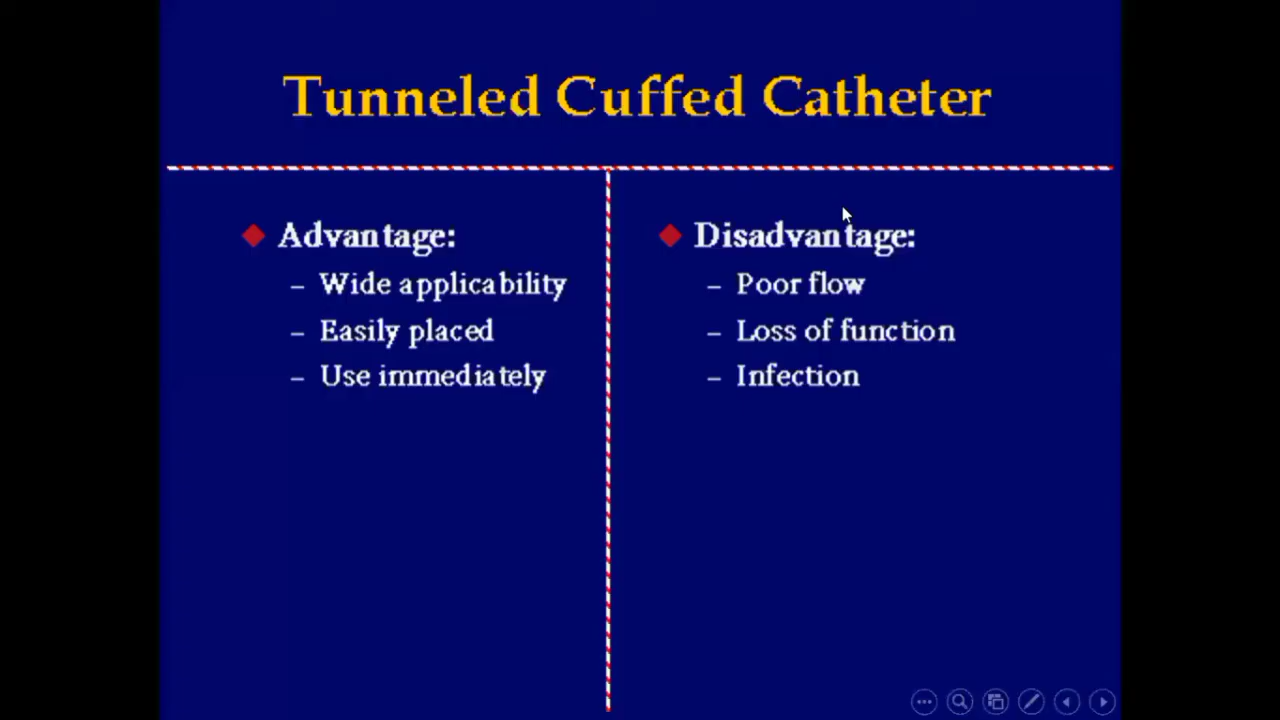 Tunneled Cuffed Catheter
Advantage:
– Wide applicability
– Easily placed
– Use immediately
Disadvantage:
– Poor flow
– Loss of function
– Infection